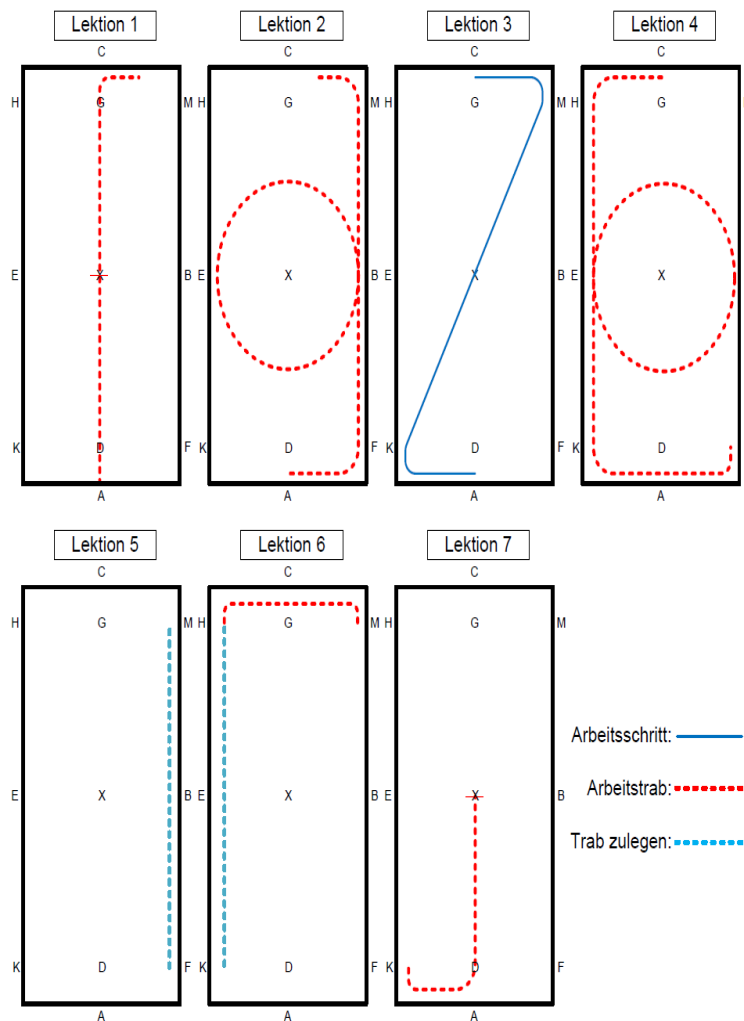 Lektion 1 Lektion 2 Lektion 3 Lektion 4
C C C C
H G M H G M H G M H G
E X B E X B E X B E X
K D F K D F K D F K D
A A A A
Lektion 5 Lektion 6 Lektion 7
C C C
H G M H G M H G M
Arbeitsschritt:
Arbeitstrab:
E X B E X B E X B
Trab zulegen:
K D F K D F K D F
A A A